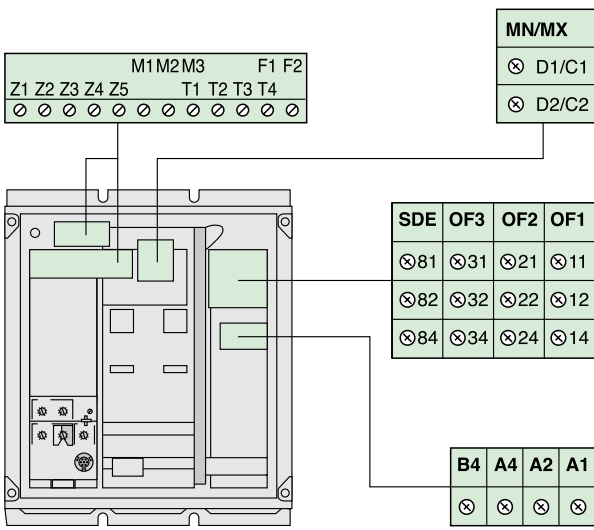 MN/MX
D1/C1
D2/C2
M1 M2 M3 F1 F2
Z1 Z2 Z3 Z4 Z5 T1 T2 T3 T4
SDE OF3 OF2 OF1
81 31 21 11
82 32 22 12
84 34 24 14
B4 A4 A2 A1